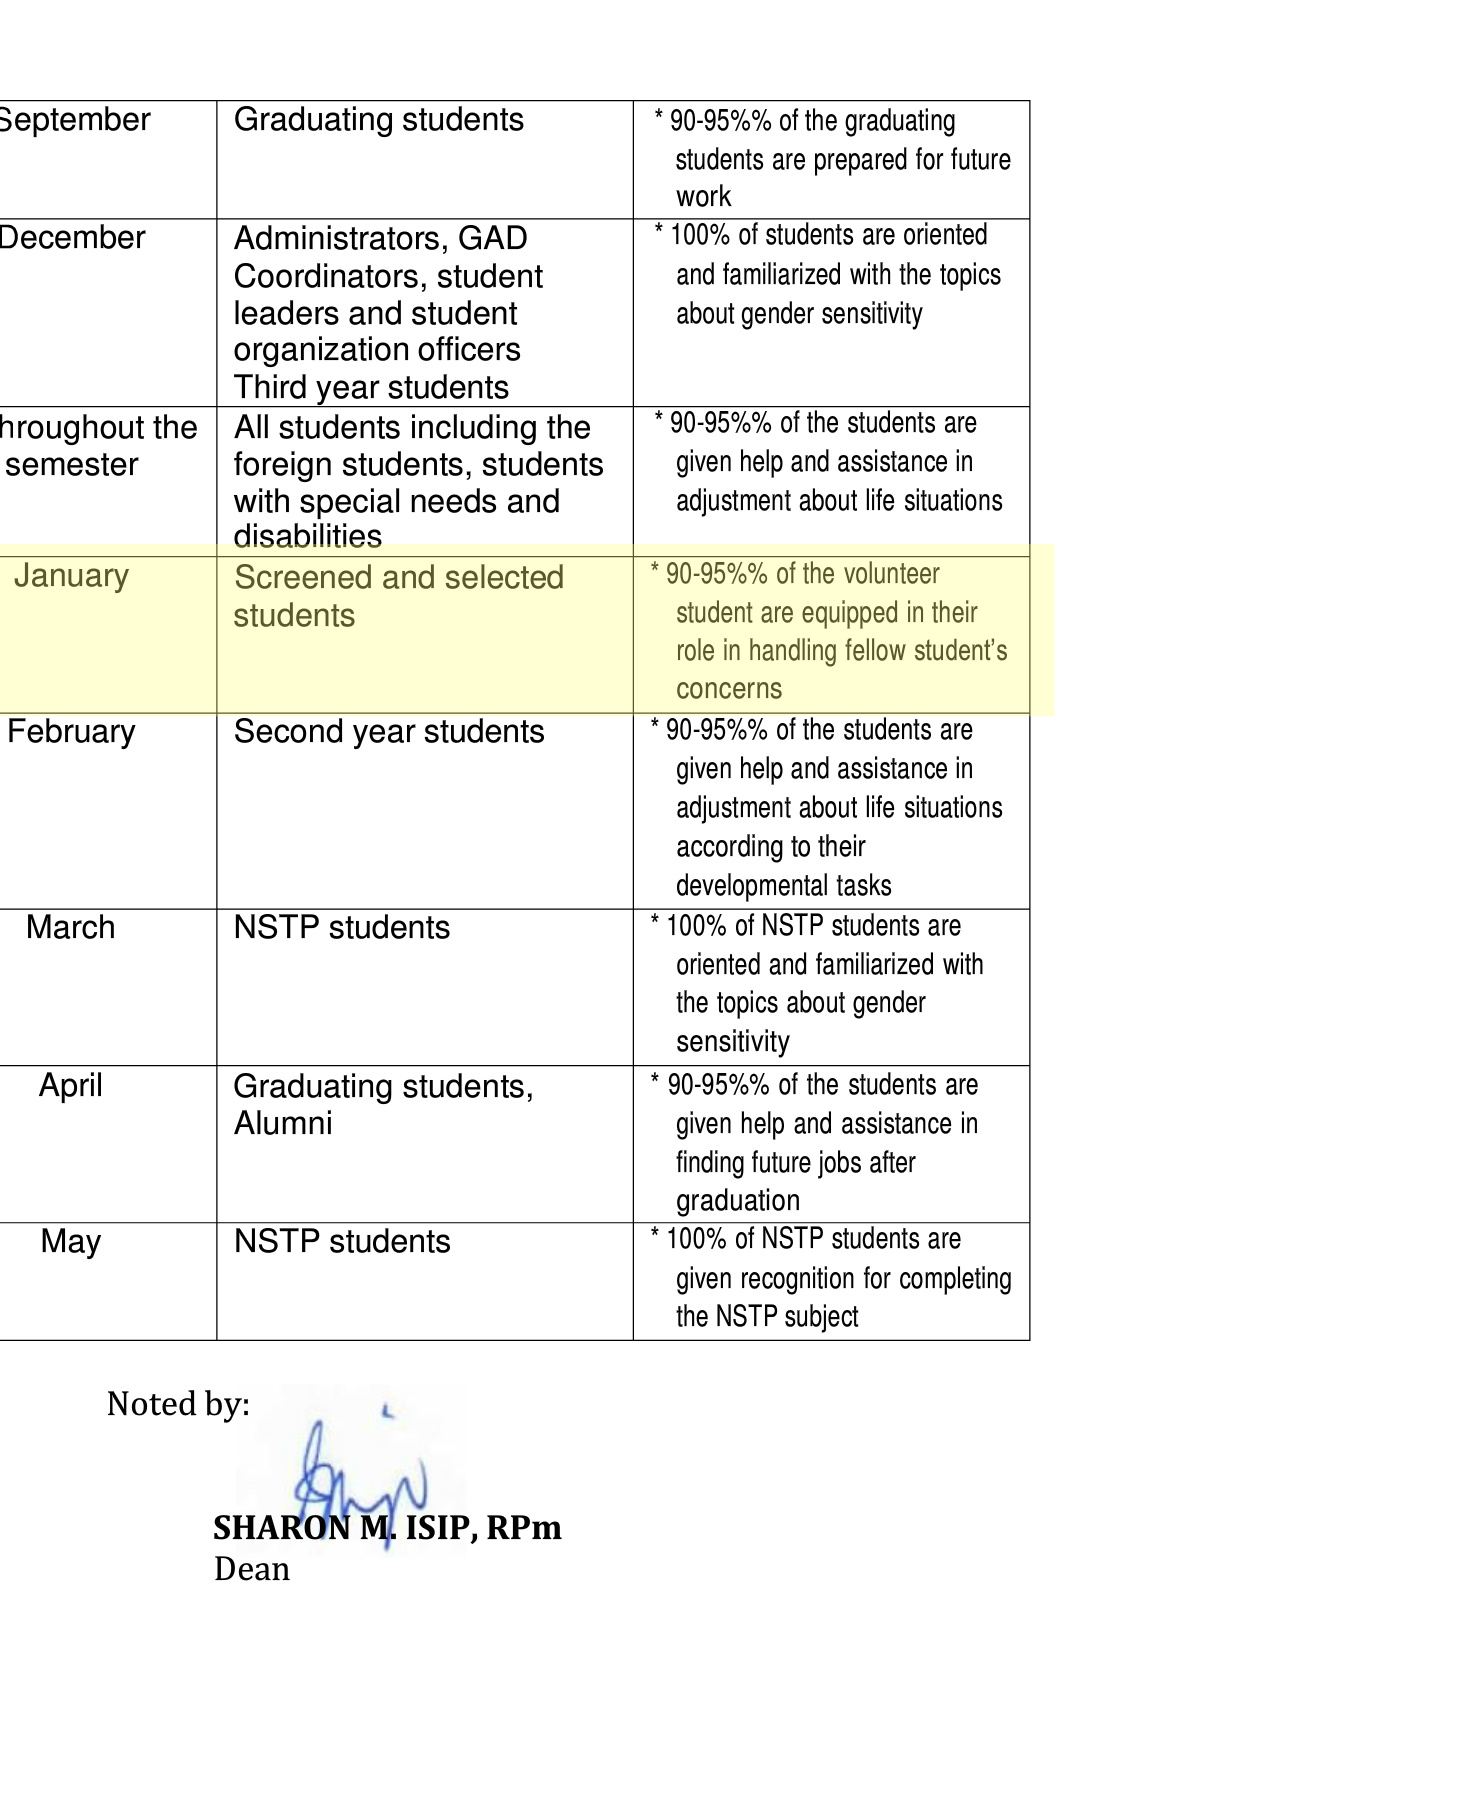 September
Graduating students
* 90-95%% of the graduating
students are prepared for future
work
December
Administrators, GAD
Coordinators, student
leaders and student
organization officers
Third year students
* 100% of students are oriented
and familiarized with the topics
about gender sensitivity
hroughout the
semester
All students including the
foreign students, students
with special needs and
disabilities
* 90-95%% of the students are
given help and assistance in
adjustment about life situations
January
Screened and selected
students
* 90-95%% of the volunteer
student are equipped in their
role in handling fellow student’s
concerns
February
Second year students
* 90-95%% of the students are
given help and assistance in
adjustment about life situations
according to their
developmental tasks
March
NSTP students
* 100% of NSTP students are
oriented and familiarized with
the topics about gender
sensitivity
April
Graduating students,
Alumni
* 90-95%% of the students are
given help and assistance in
finding future jobs after
graduation
May
NSTP students
* 100% of NSTP students are
given recognition for completing
the NSTP subject
Noted by:
SHARON M. ISIP, RPm
Dean